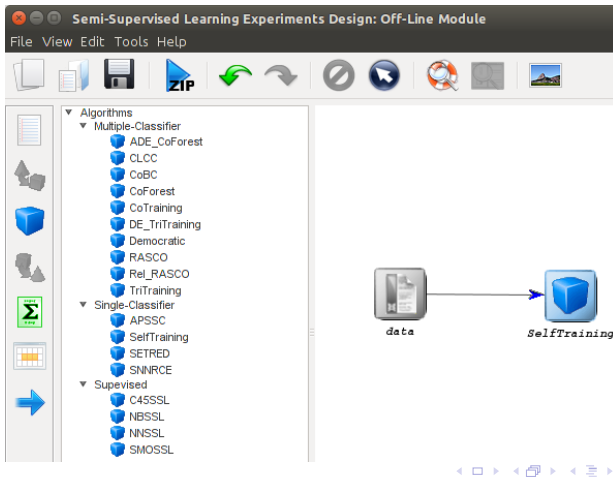 Semi-Supervised Learning Experiments Design: Off-Line Module
File View Edit Tools Help
ZIP
Algorithms
Multiple-Classifier
ADE_CoForest
CLCC
CoBC
CoForest
CoTraining
DE_TriTraining
Democratic
RASCO
Rel_RASCO
TriTraining
Single-Classifier
APSSC
SelfTraining
SETRED
SNNRCE
Supevised
C45SSL
NBSSL
NNSSL
SMOSSL
Σ
data
SelfTraining